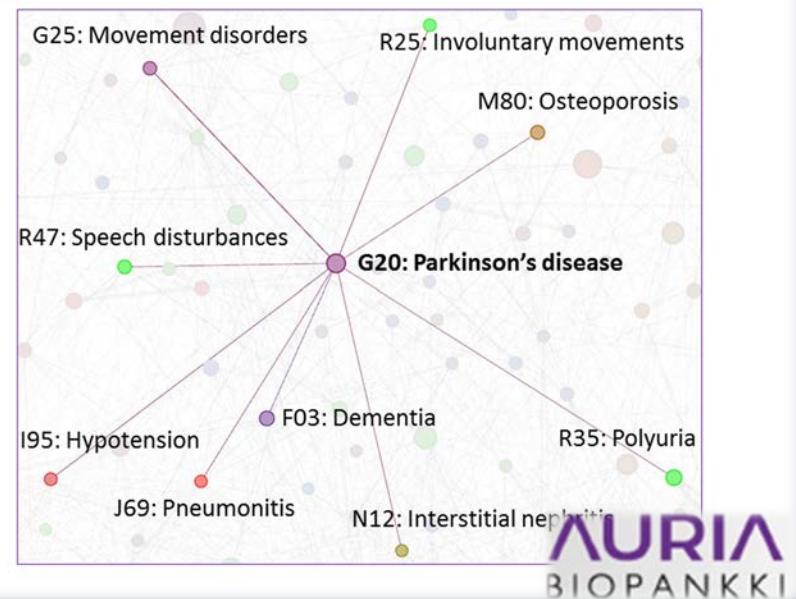 G25: Movement disorders
R25: Involuntary movements
M80: Osteoporosis
R47: Speech disturbances
G20: Parkinson's disease
F03: Dementia
I95: Hypotension
R35: Polyuria
J69: Pneumonitis
N12: Interstitial nephritis
AURIA
BIOPANKKI